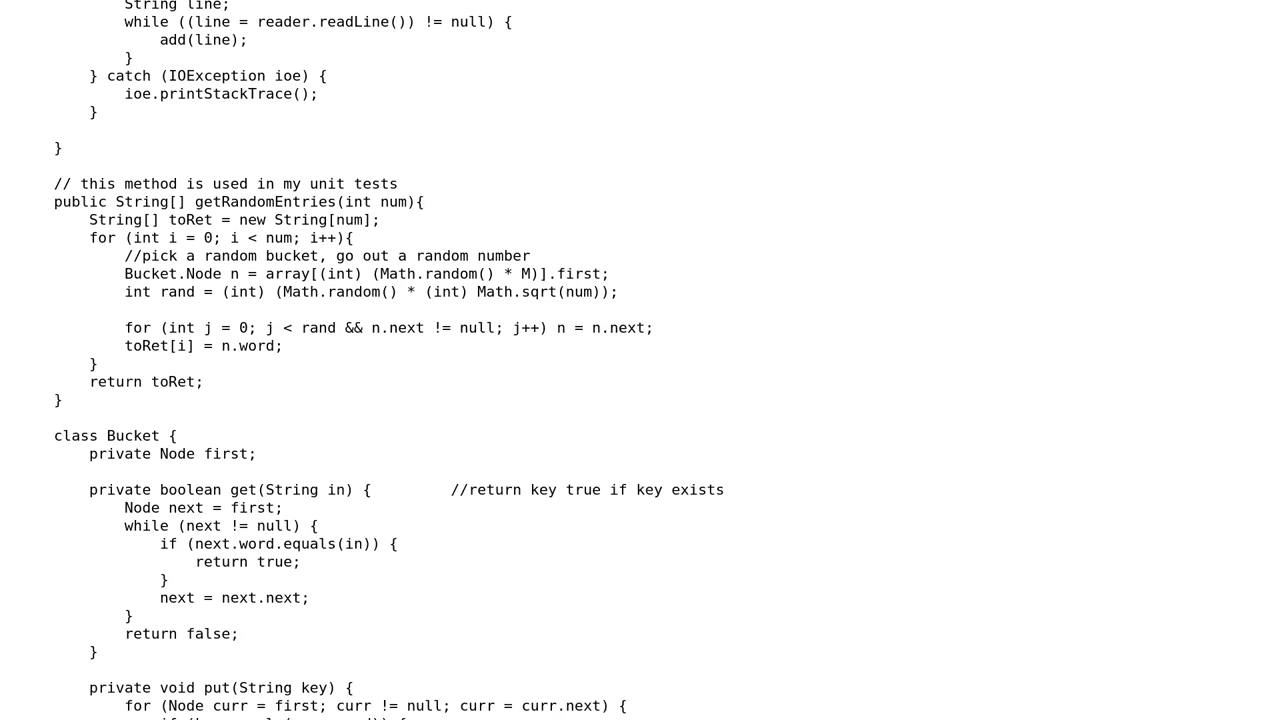 String line;
        while ((line = reader.readLine()) != null) {
            add(line);
        }
    } catch (IOException ioe) {
        ioe.printStackTrace();
    }

}

// this method is used in my unit tests
public String[] getRandomEntries(int num){
    String[] toRet = new String[num];
    for (int i = 0; i < num; i++){
        //pick a random bucket, go out a random number
        Bucket.Node n = array[(int) (Math.random() * M)].first;
        int rand = (int) (Math.random() * (int) Math.sqrt(num));

        for (int j = 0; j < rand && n.next != null; j++) n = n.next;
        toRet[i] = n.word;
    }
    return toRet;
}

class Bucket {
    private Node first;

    private boolean get(String in) {         //return key true if key exists
        Node next = first;
        while (next != null) {
            if (next.word.equals(in)) {
                return true;
            }
            next = next.next;
        }
        return false;
    }

    private void put(String key) {
        for (Node curr = first; curr != null; curr = curr.next) {